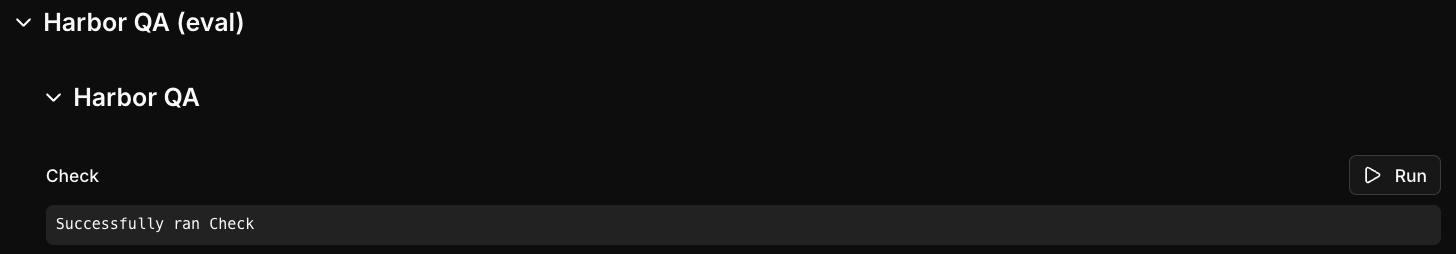 Harbor QA (eval)
Harbor QA
Check
Run
Successfully ran Check